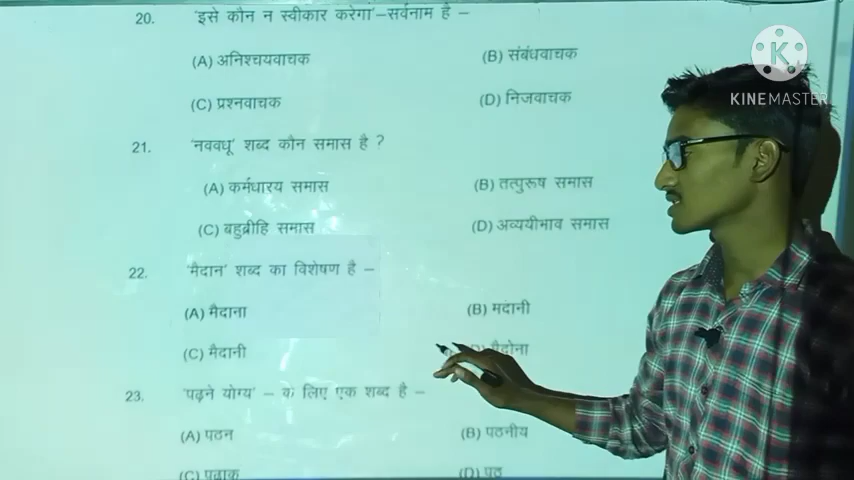 20. 'इसे कौन न स्वीकार करेगा'–सर्वनाम है –
(A) अनिश्चयवाचक (B) संबंधवाचक
(C) प्रश्नवाचक (D) निजवाचक
21. 'नववधू' शब्द कौन समास है ?
(A) कर्मधारय समास (B) तत्पुरूष समास
(C) बहुब्रीहि समास (D) अव्ययीभाव समास
22. 'मैदान' शब्द का विशेषण है –
(A) मैदाना (B) मदानी
(C) मैदानी (D) मैदोना
23. 'पढ़ने योग्य' – के लिए एक शब्द है –
(A) पठन (B) पठनीय
(C) (D)
KINEMASTER